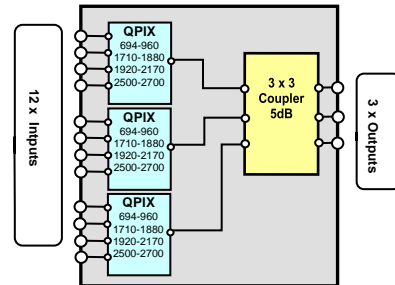 12 x Intputs
QPIX
694-960
1710-1880
1920-2170
2500-2700
QPIX
694-960
1710-1880
1920-2170
2500-2700
QPIX
694-960
1710-1880
1920-2170
2500-2700
3 x 3
Coupler
5dB
3 x Outputs